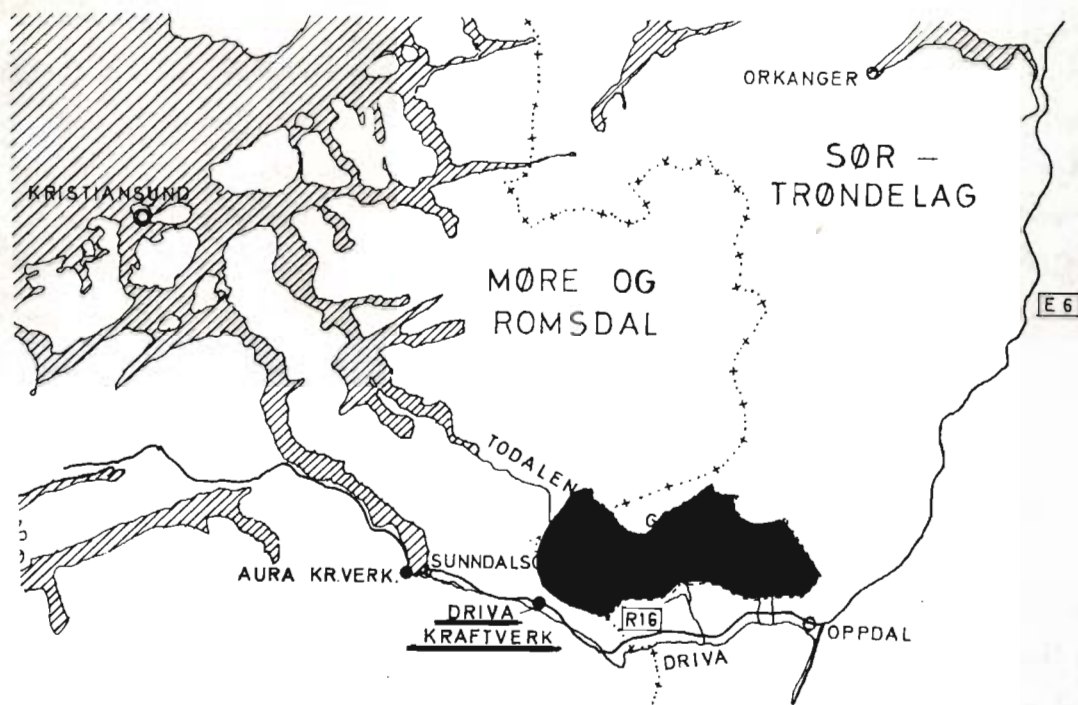 ORKANGER
SØR –
TRØNDELAG
KRISTIANSUND
MØRE OG
ROMSDAL
E 6
TODALEN
G
AURA KR.VERK.
DRIVA
KRAFTVERK
R16
OPPDAL
DRIVA